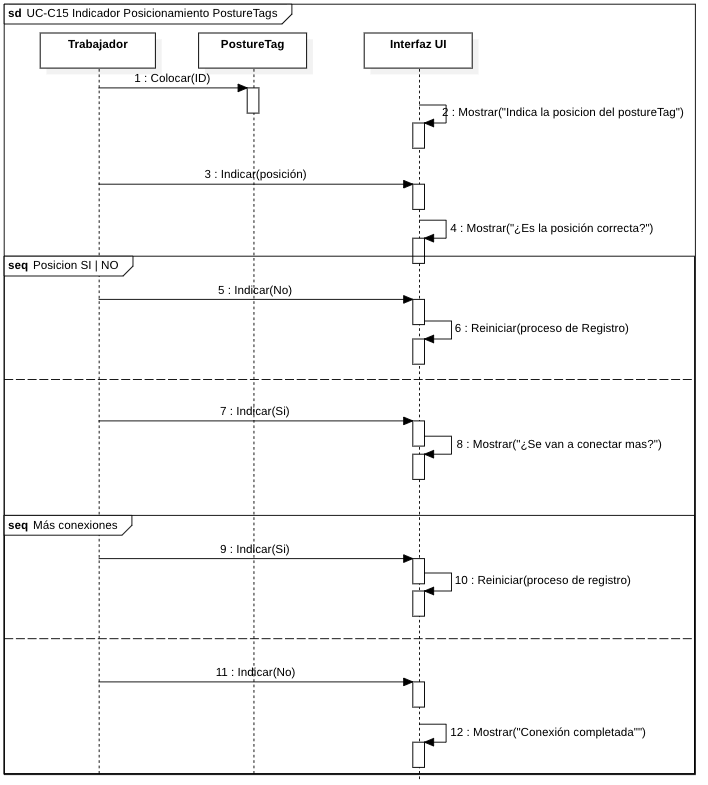 sd UC-C15 Indicador Posicionamiento PostureTags
Trabajador
PostureTag
Interfaz UI
1 : Colocar(ID)
2 : Mostrar("Indica la posicion del postureTag")
3 : Indicar(posición)
4 : Mostrar("¿Es la posición correcta?")
seq Posicion SI | NO
5 : Indicar(No)
6 : Reiniciar(proceso de Registro)
7 : Indicar(Si)
8 : Mostrar("¿Se van a conectar mas?")
seq Más conexiones
9 : Indicar(Si)
10 : Reiniciar(proceso de registro)
11 : Indicar(No)
12 : Mostrar("Conexión completada"")